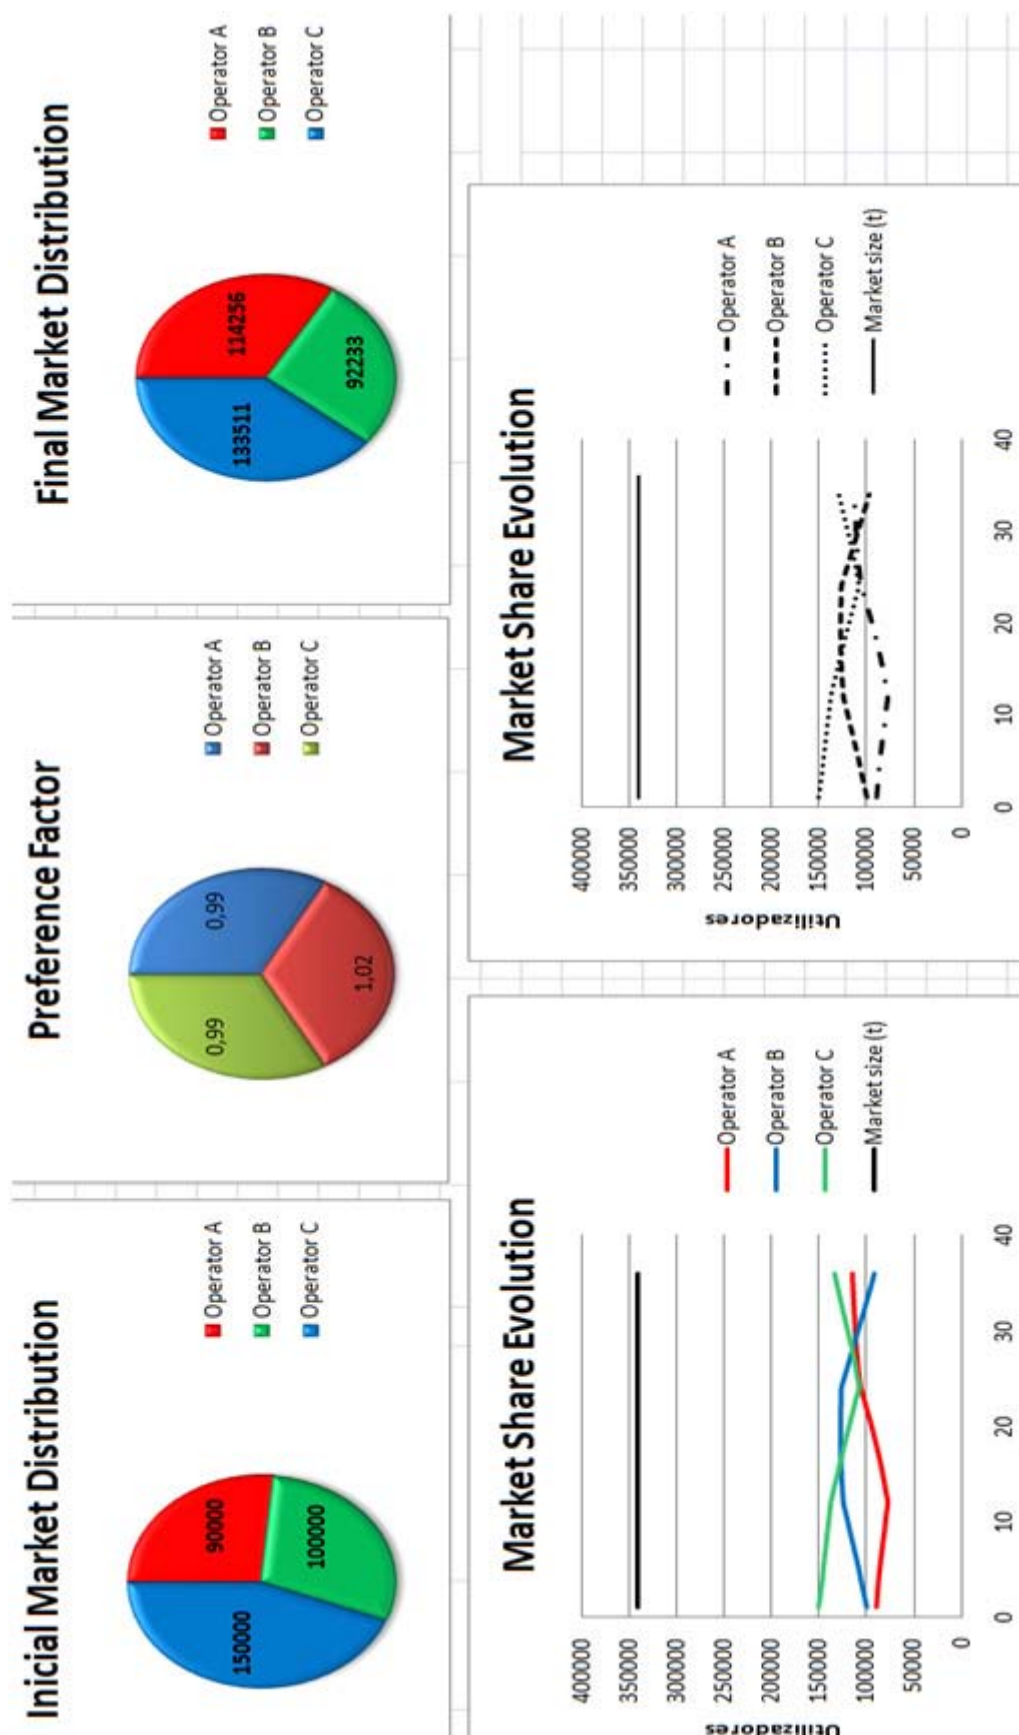 Inicial Market Distribution
150000
90000
100000
Operator A
Operator B
Operator C
Preference Factor
0,99
0,99
1,02
Operator A
Operator B
Operator C
Final Market Distribution
133511
114256
92233
Operator A
Operator B
Operator C
Market Share Evolution
Utilizadores
400000
350000
300000
250000
200000
150000
100000
50000
0
0
10
20
30
40
Operator A
Operator B
Operator C
Market size (t)
Market Share Evolution
Utilizadores
400000
350000
300000
250000
200000
150000
100000
50000
0
0
10
20
30
40
Operator A
Operator B
Operator C
Market size (t)